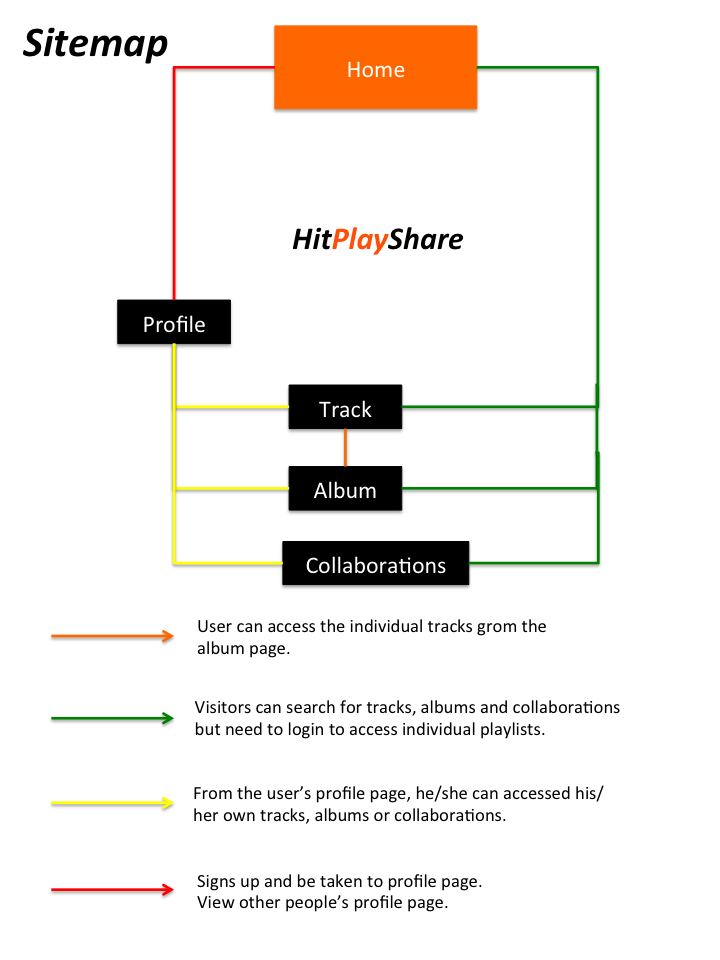 Sitemap
Home
HitPlayShare
Profile
Track
Album
Collaborations
User can access the individual tracks grom the
album page.
Visitors can search for tracks, albums and collaborations
but need to login to access individual playlists.
From the user’s profile page, he/she can accessed his/
her own tracks, albums or collaborations.
Signs up and be taken to profile page.
View other people’s profile page.